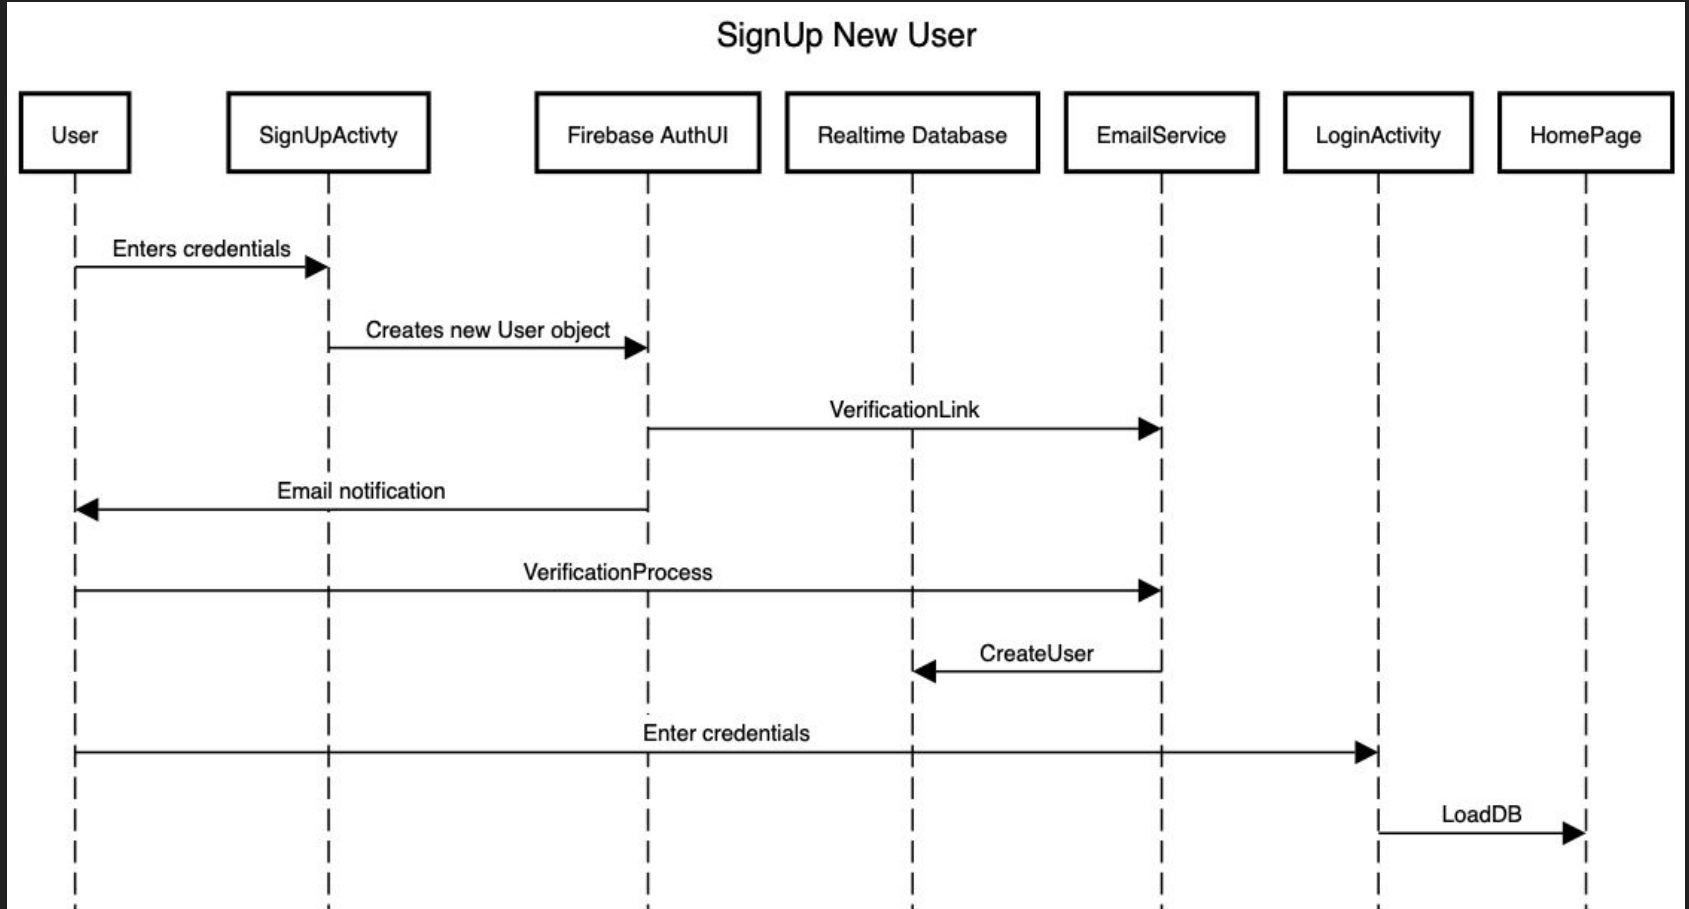 SignUp New User
User
SignUpActivty
Firebase AuthUI
Realtime Database
EmailService
LoginActivity
HomePage
Enters credentials
Creates new User object
VerificationLink
Email notification
VerificationProcess
CreateUser
Enter credentials
LoadDB